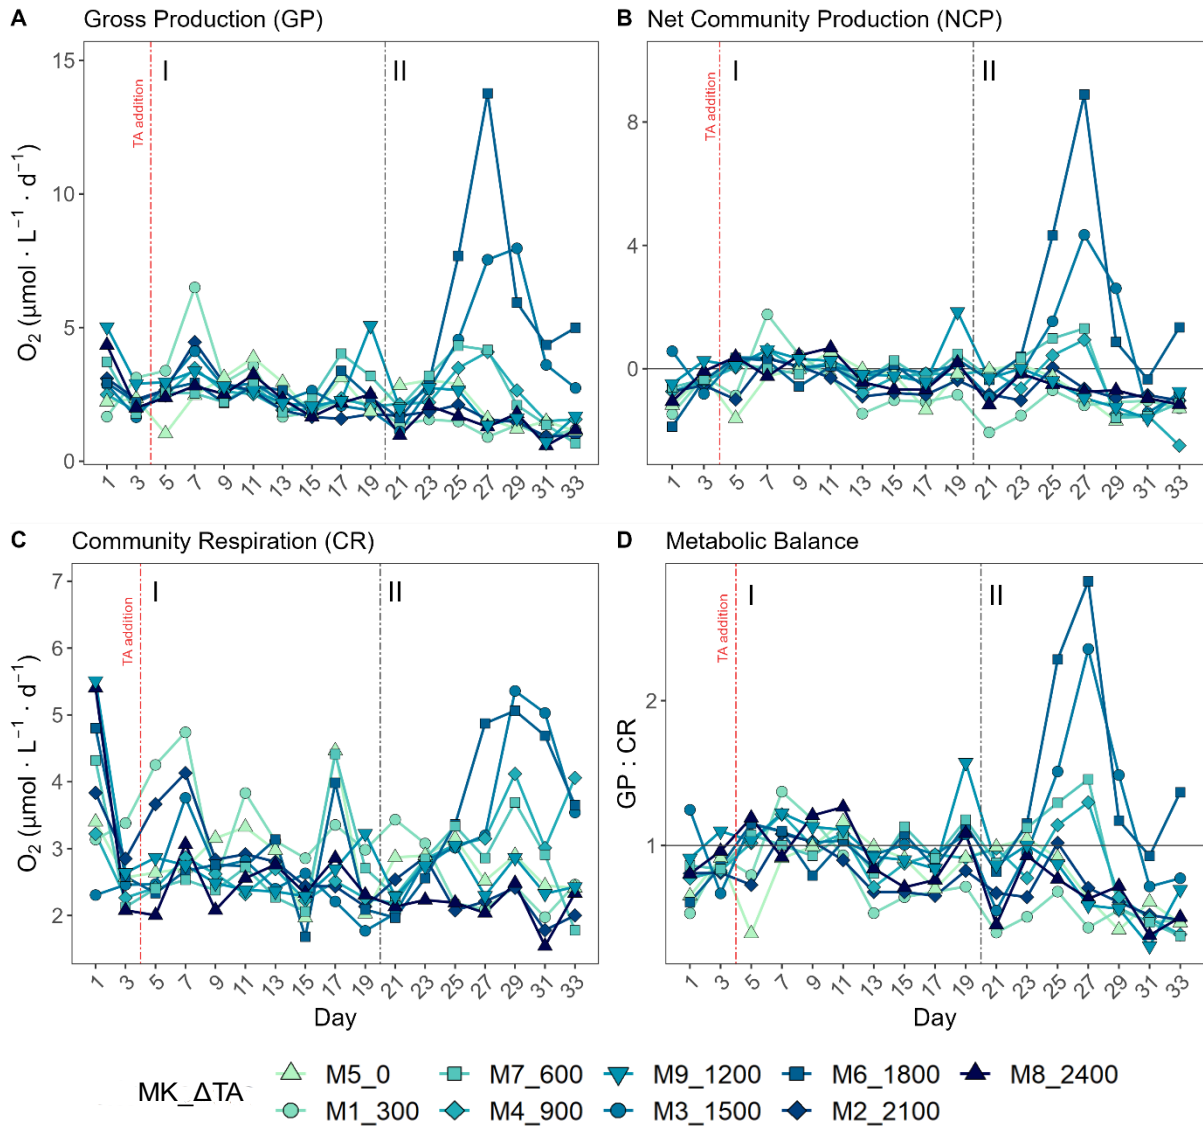 A Gross Production (GP)
B Net Community Production (NCP)
15
10
5
0
O₂ (µmol · L⁻¹ · d⁻¹)
TA addition
I
II
1 3 5 7 9 11 13 15 17 19 21 23 25 27 29 31 33
8
4
0
O₂ (µmol · L⁻¹ · d⁻¹)
TA addition
I
II
1 3 5 7 9 11 13 15 17 19 21 23 25 27 29 31 33
C Community Respiration (CR)
D Metabolic Balance
7
6
5
4
3
2
O₂ (µmol · L⁻¹ · d⁻¹)
TA addition
I
II
1 3 5 7 9 11 13 15 17 19 21 23 25 27 29 31 33
Day
2
1
GP : CR
TA addition
I
II
1 3 5 7 9 11 13 15 17 19 21 23 25 27 29 31 33
Day
MK_ΔTA
M5_0 M7_600 M9_1200 M6_1800 M8_2400
M1_300 M4_900 M3_1500 M2_2100